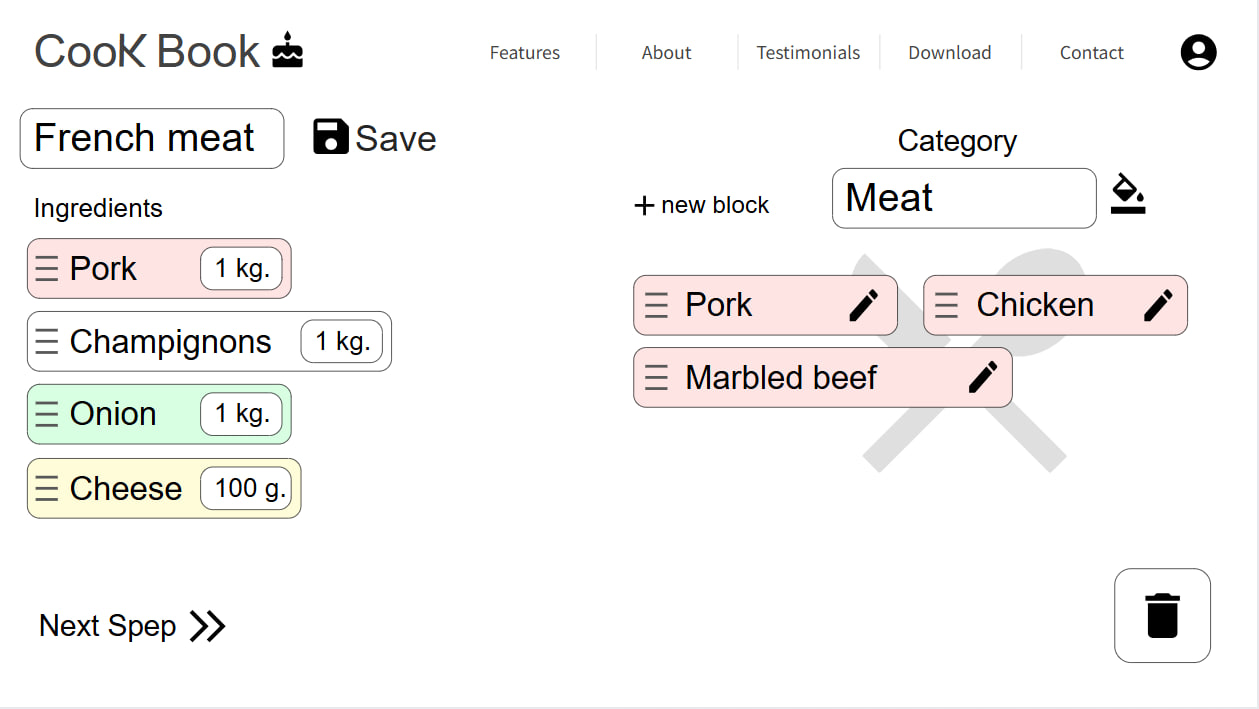 CooK Book
Features
About
Testimonials
Download
Contact
French meat
Save
Category
Meat
+ new block
Ingredients
Pork 1 kg.
Champignons 1 kg.
Onion 1 kg.
Cheese 100 g.
Pork
Chicken
Marbled beef
Next Spep